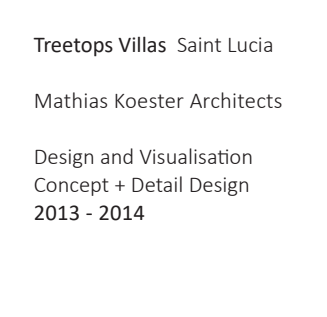 Treetops Villas Saint Lucia
Mathias Koester Architects
Design and Visualisation
Concept + Detail Design
2013 - 2014